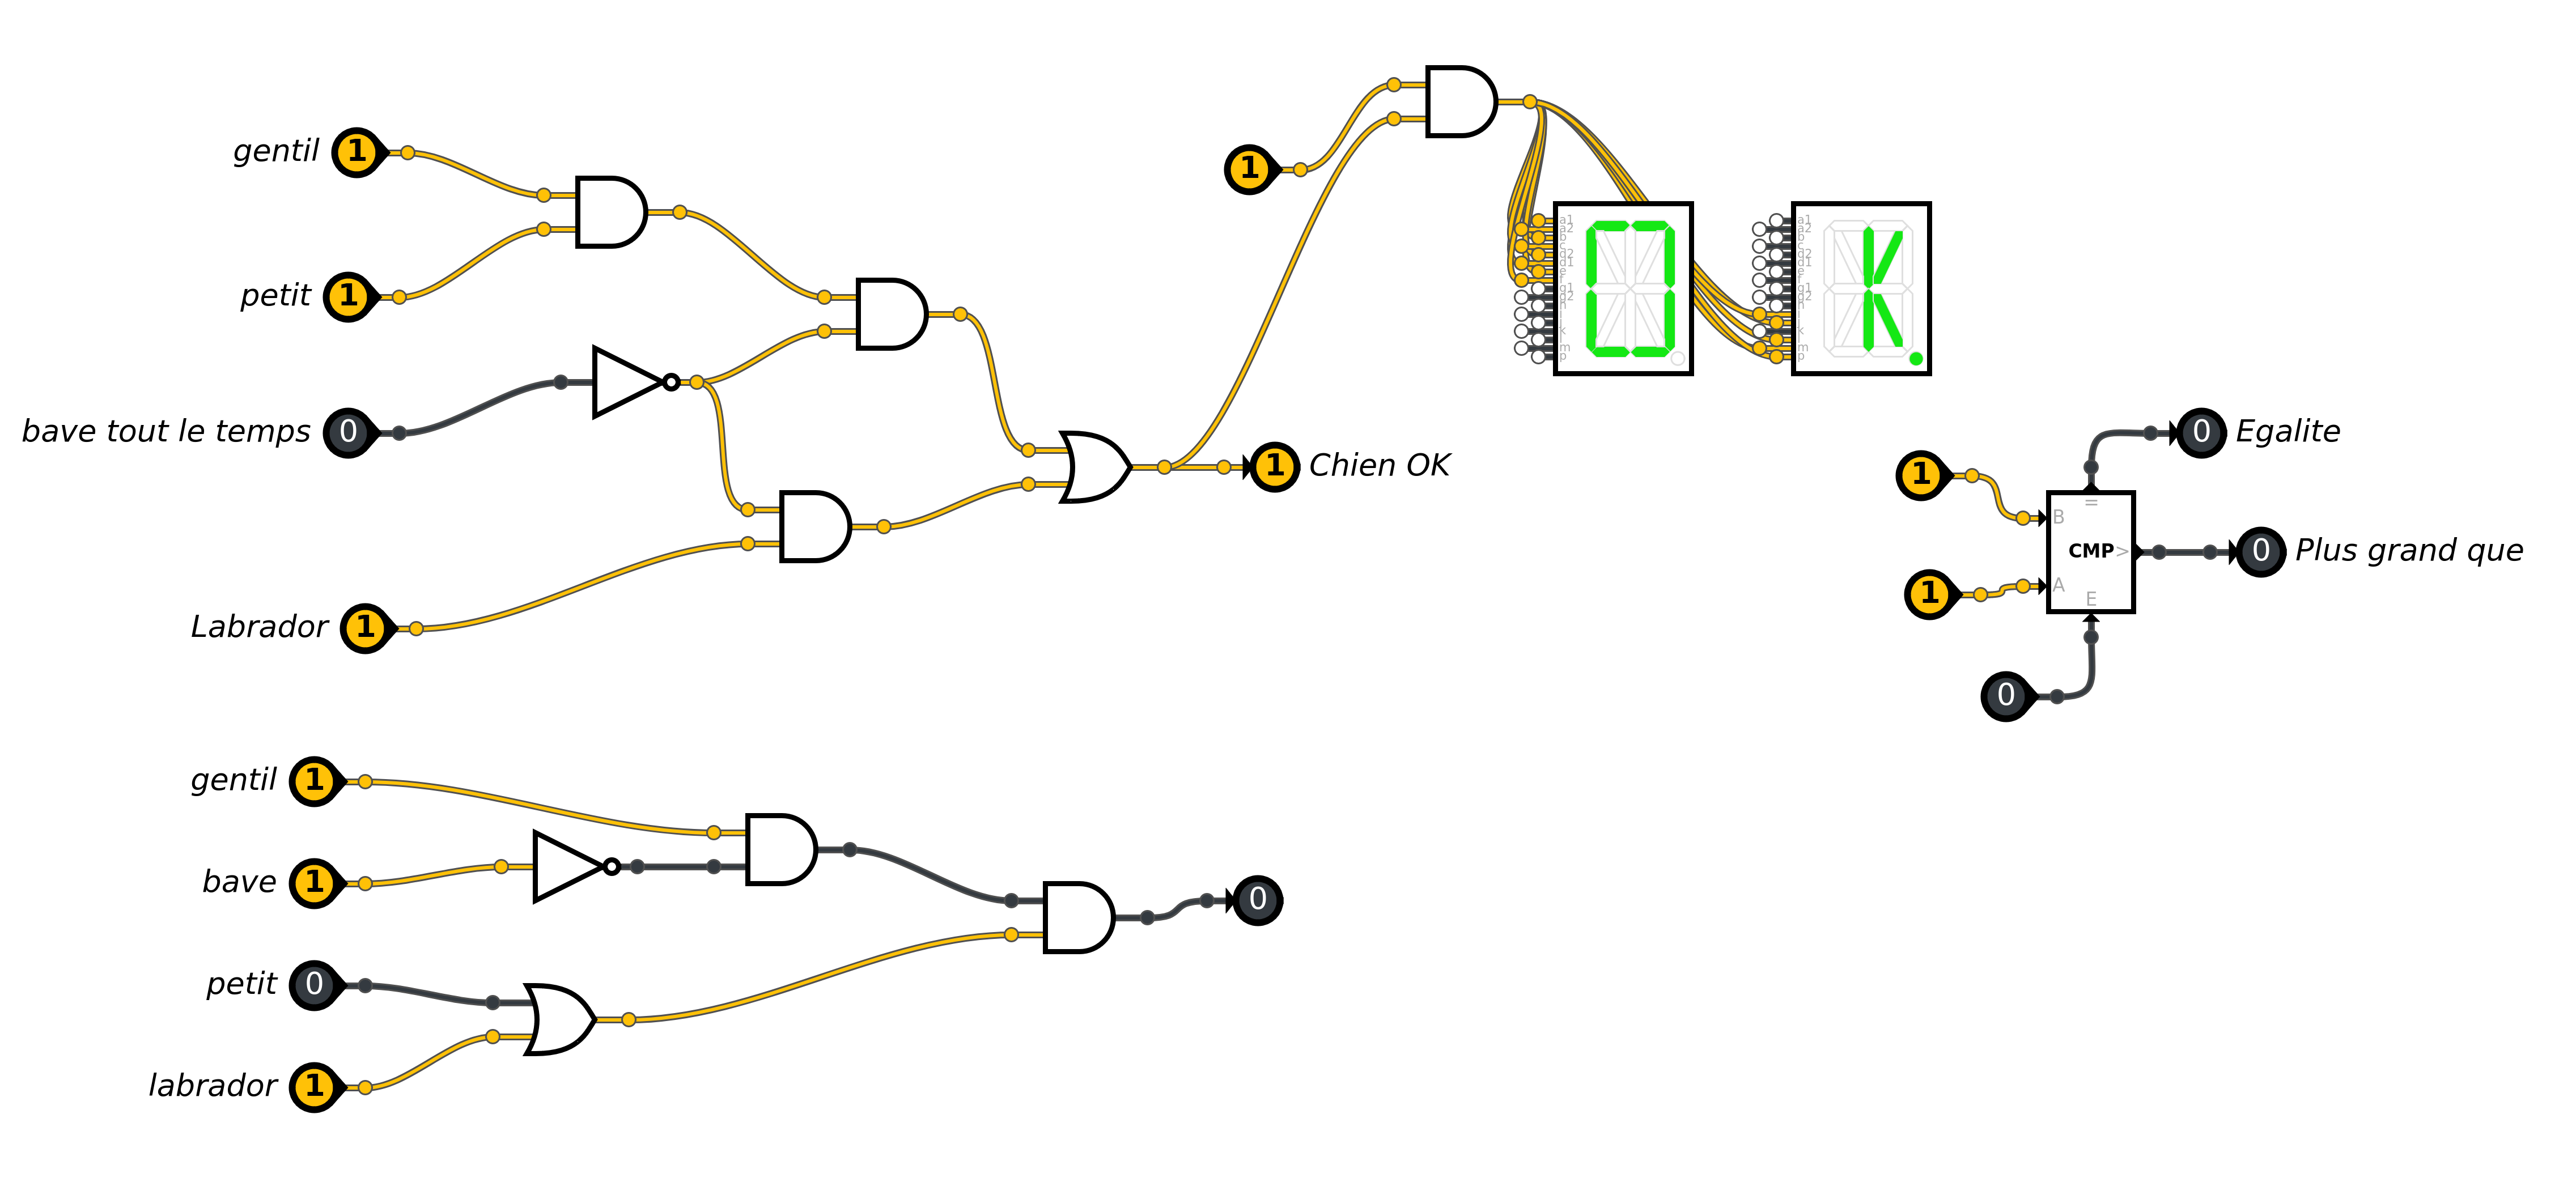 gentil 1
petit 1
bave tout le temps 0
Labrador 1
1
1 Chien OK
a1
a2
b
c
d2
d1
e
f
g1
g2
h
i
j
k
l
m
p
a1
a2
b
c
d2
d1
e
f
g1
g2
h
i
j
k
l
m
p
0 Egalite
1
=
B
CMP >
0 Plus grand que
1
A
E
0
gentil 1
bave 1
petit 0
labrador 1
0